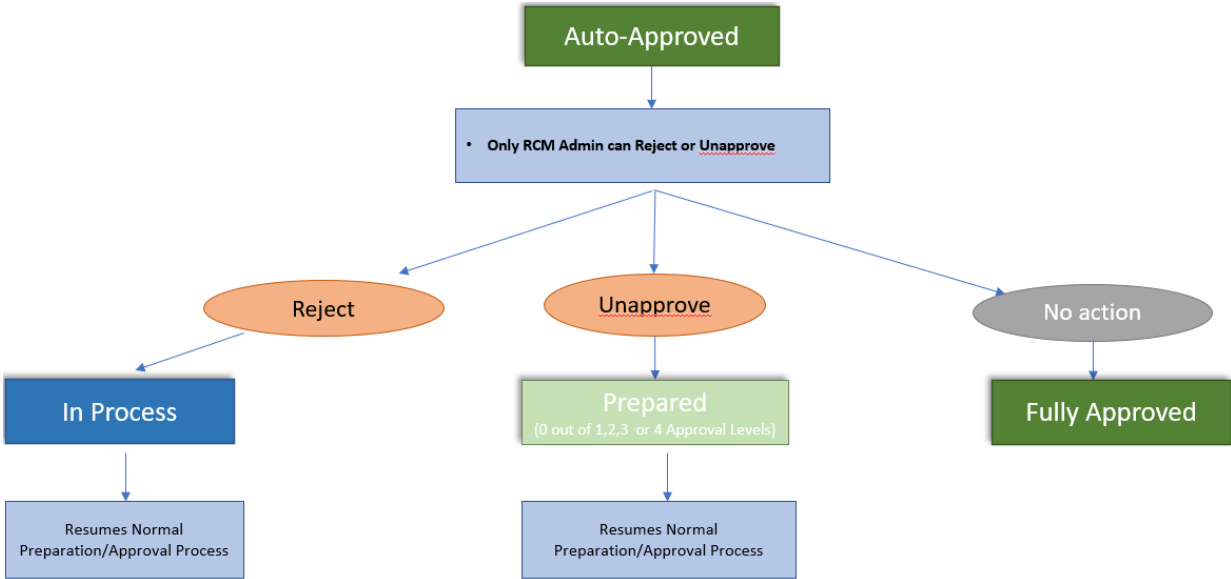 Auto-Approved
• Only RCM Admin can Reject or Unapprove
Reject
Unapprove
No action
In Process
Prepared
(0 out of 1,2,3 or 4 Approval Levels)
Fully Approved
Resumes Normal
Preparation/Approval Process
Resumes Normal
Preparation/Approval Process